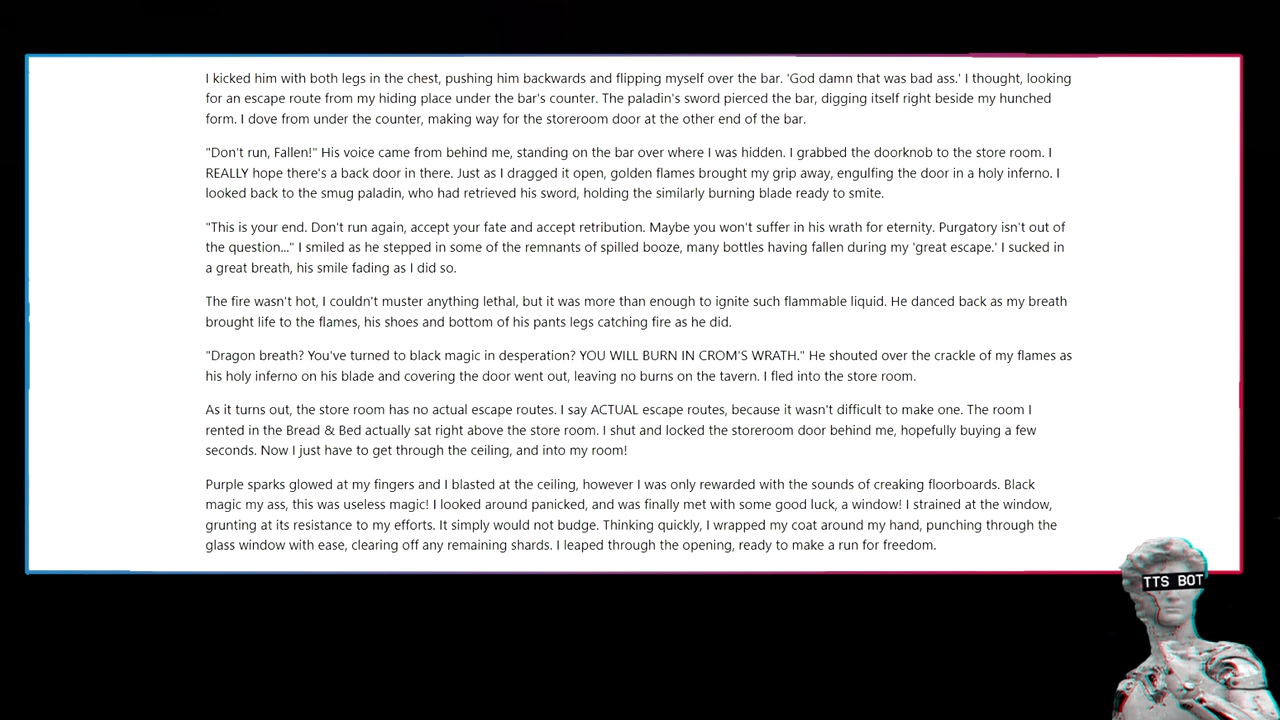 I kicked him with both legs in the chest, pushing him backwards and flipping myself over the bar. 'God damn that was bad ass.' I thought, looking
for an escape route from my hiding place under the bar's counter. The paladin's sword pierced the bar, digging itself right beside my hunched
form. I dove from under the counter, making way for the storeroom door at the other end of the bar.
"Don't run, Fallen!" His voice came from behind me, standing on the bar over where I was hidden. I grabbed the doorknob to the store room. I
REALLY hope there's a back door in there. Just as I dragged it open, golden flames brought my grip away, engulfing the door in a holy inferno. I
looked back to the smug paladin, who had retrieved his sword, holding the similarly burning blade ready to smite.
"This is your end. Don't run again, accept your fate and accept retribution. Maybe you won't suffer in his wrath for eternity. Purgatory isn't out of
the question..." I smiled as he stepped in some of the remnants of spilled booze, many bottles having fallen during my 'great escape.' I sucked in
a great breath, his smile fading as I did so.
The fire wasn't hot, I couldn't muster anything lethal, but it was more than enough to ignite such flammable liquid. He danced back as my breath
brought life to the flames, his shoes and bottom of his pants legs catching fire as he did.
"Dragon breath? You've turned to black magic in desperation? YOU WILL BURN IN CROM'S WRATH." He shouted over the crackle of my flames as
his holy inferno on his blade and covering the door went out, leaving no burns on the tavern. I fled into the store room.
As it turns out, the store room has no actual escape routes. I say ACTUAL escape routes, because it wasn't difficult to make one. The room I
rented in the Bread & Bed actually sat right above the store room. I shut and locked the storeroom door behind me, hopefully buying a few
seconds. Now I just have to get through the ceiling, and into my room!
Purple sparks glowed at my fingers and I blasted at the ceiling, however I was only rewarded with the sounds of creaking floorboards. Black
magic my ass, this was useless magic! I looked around panicked, and was finally met with some good luck, a window! I strained at the window,
grunting at its resistance to my efforts. It simply would not budge. Thinking quickly, I wrapped my coat around my hand, punching through the
glass window with ease, clearing off any remaining shards. I leaped through the opening, ready to make a run for freedom.
TTS BOT